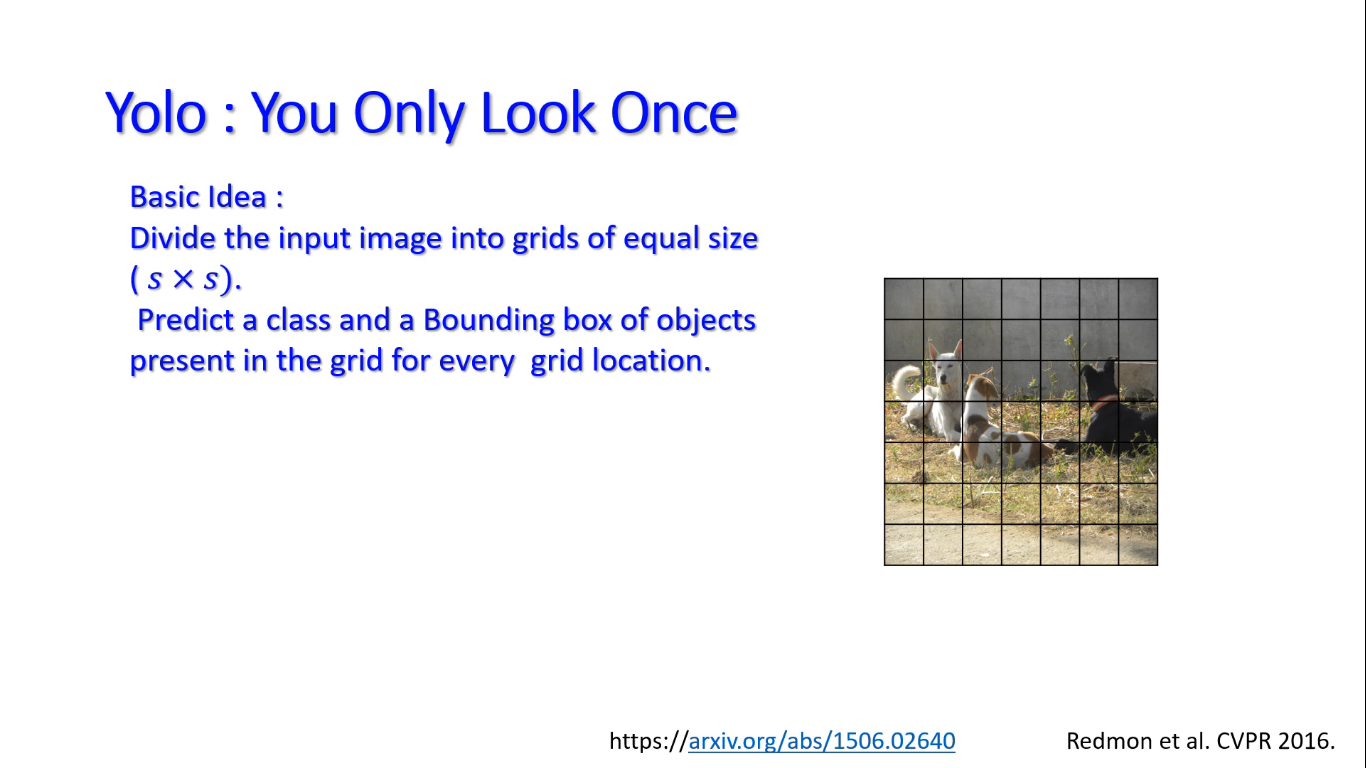 Yolo : You Only Look Once
Basic Idea :
Divide the input image into grids of equal size
( s × s).
Predict a class and a Bounding box of objects
present in the grid for every  grid location.
https://arxiv.org/abs/1506.02640
Redmon et al. CVPR 2016.